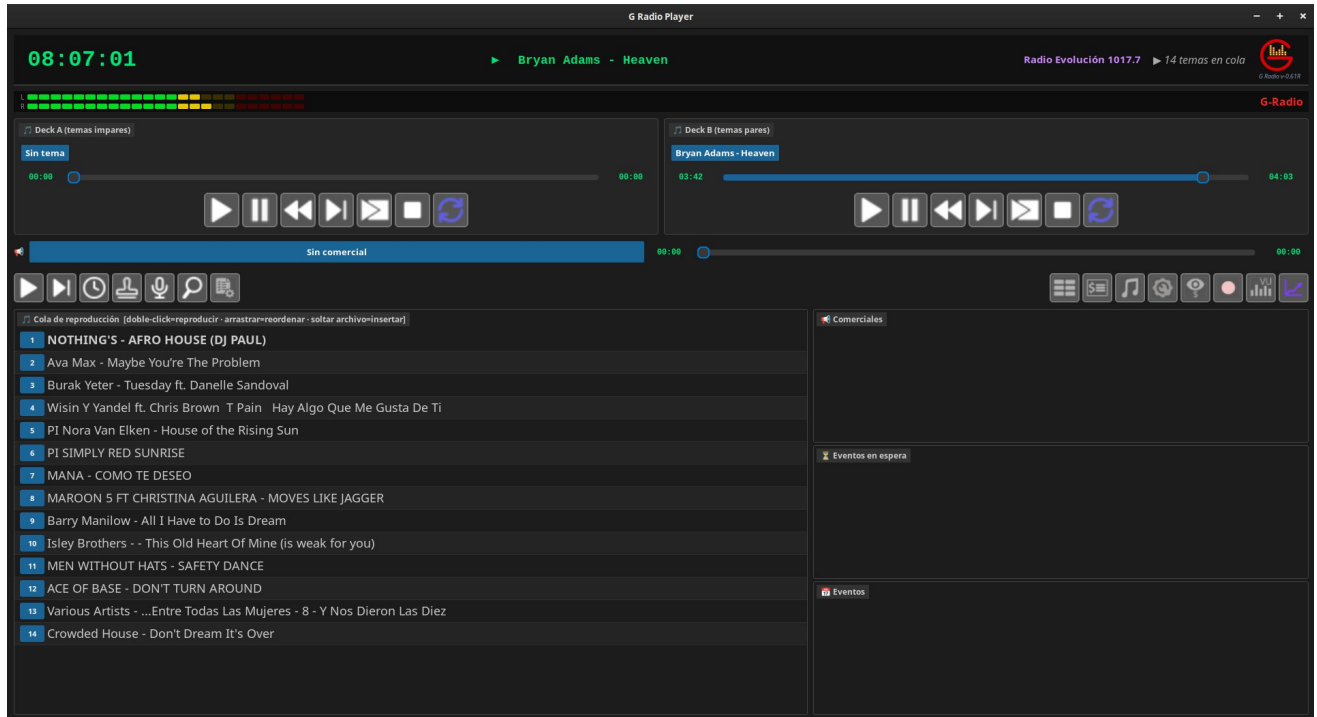 G Radio Player
08:07:01
▶ Bryan Adams - Heaven
Radio Evolución 1017.7 ▶ 14 temas en cola
G Radio v-0.61R
L
R
G-Radio
Deck A (temas impares)
Sin tema
00:00 00:00
Deck B (temas pares)
Bryan Adams - Heaven
03:42 04:03
Sin comercial
00:00 00:00
VU
Cola de reproducción [doble-click=reproducir · arrastrar=reordenar · soltar archivo=insertar]
1 NOTHING'S - AFRO HOUSE (DJ PAUL)
2 Ava Max - Maybe You're The Problem
3 Burak Yeter - Tuesday ft. Danelle Sandoval
4 Wisin Y Yandel ft. Chris Brown  T Pain   Hay Algo Que Me Gusta De Ti
5 PI Nora Van Elken - House of the Rising Sun
6 PI SIMPLY RED SUNRISE
7 MANA - COMO TE DESEO
8 MAROON 5 FT CHRISTINA AGUILERA - MOVES LIKE JAGGER
9 Barry Manilow - All I Have to Do Is Dream
10 Isley Brothers - - This Old Heart Of Mine (is weak for you)
11 MEN WITHOUT HATS - SAFETY DANCE
12 ACE OF BASE - DON'T TURN AROUND
13 Various Artists - ...Entre Todas Las Mujeres - 8 - Y Nos Dieron Las Diez
14 Crowded House - Don't Dream It's Over
Comerciales
Eventos en espera
Eventos